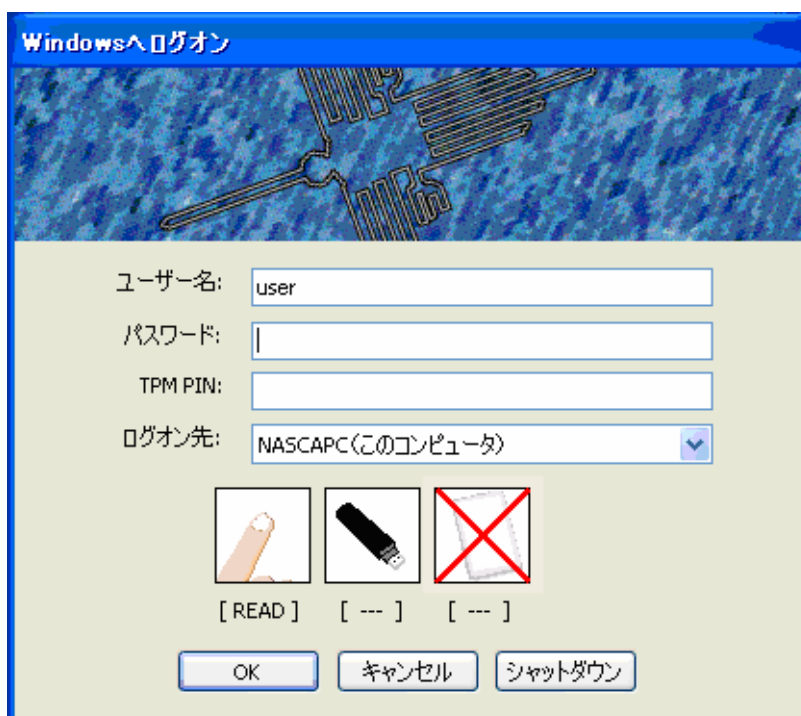 Windowsへログオン
ユーザー名: user
パスワード:
TPM PIN:
ログオン先: NASCAPC(このコンピュータ)
[ READ ] [ --- ] [ --- ]
OK キャンセル シャットダウン